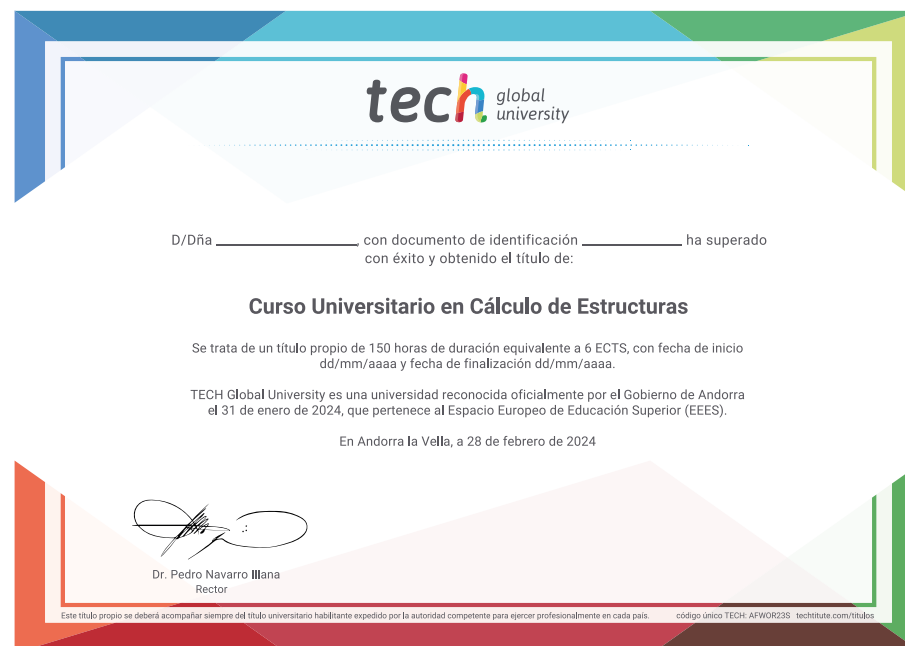 tech global university
D/Dña ____________, con documento de identificación ____________ ha superado
con éxito y obtenido el título de:
Curso Universitario en Cálculo de Estructuras
Se trata de un título propio de 150 horas de duración equivalente a 6 ECTS, con fecha de inicio
dd/mm/aaaa y fecha de finalización dd/mm/aaaa.
TECH Global University es una universidad reconocida oficialmente por el Gobierno de Andorra
el 31 de enero de 2024, que pertenece al Espacio Europeo de Educación Superior (EEES).
En Andorra la Vella, a 28 de febrero de 2024
Dr. Pedro Navarro Illana
Rector
Este título propio se deberá acompañar siempre del título universitario habilitante expedido por la autoridad competente para ejercer profesionalmente en cada país. código único TECH: AFWOR23S techtitute.com/titulos